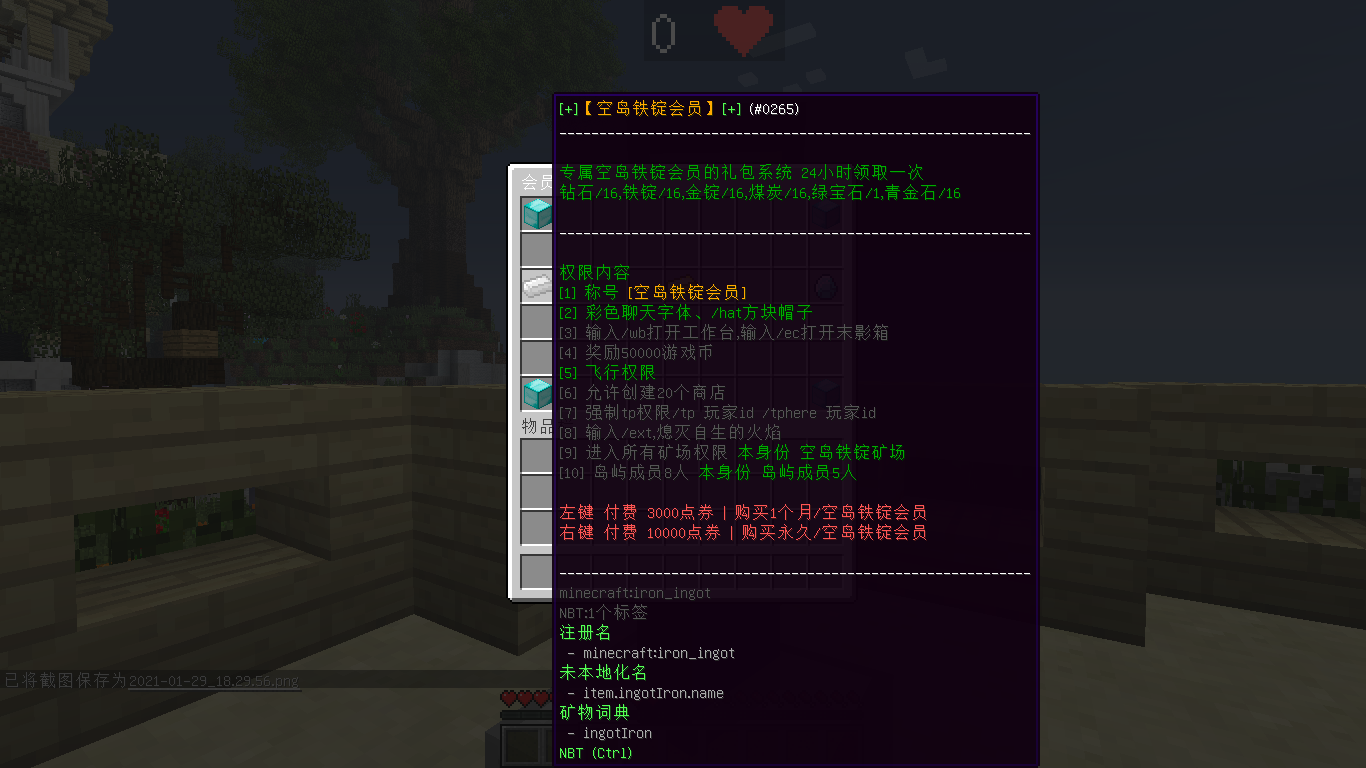 0
[+]【空岛铁锭会员】[+] (#0265)
专属空岛铁锭会员的礼包系统 24小时领取一次
钻石/16,铁锭/16,金锭/16,煤炭/16,绿宝石/1,青金石/16
会员
权限内容
[1] 称号 [空岛铁锭会员]
[2] 彩色聊天字体、/hat方块帽子
[3] 输入/wb打开工作台,输入/ec打开末影箱
[4] 奖励50000游戏币
[5] 飞行权限
[6] 允许创建20个商店
[7] 强制tp权限/tp 玩家id /tphere 玩家id
物品
[8] 输入/ext,熄灭自生的火焰
[9] 进入所有矿场权限 本身份 空岛铁锭矿场
[10] 岛屿成员8人 本身份 岛屿成员5人
左键 付费 3000点券 | 购买1个月/空岛铁锭会员
右键 付费 10000点券 | 购买永久/空岛铁锭会员
minecraft:iron_ingot
NBT:1个标签
注册名
- minecraft:iron_ingot
未本地化名
- item.ingotIron.name
矿物词典
- ingotIron
NBT (Ctrl)
已将截图保存为2021-01-29_18.29.56.png